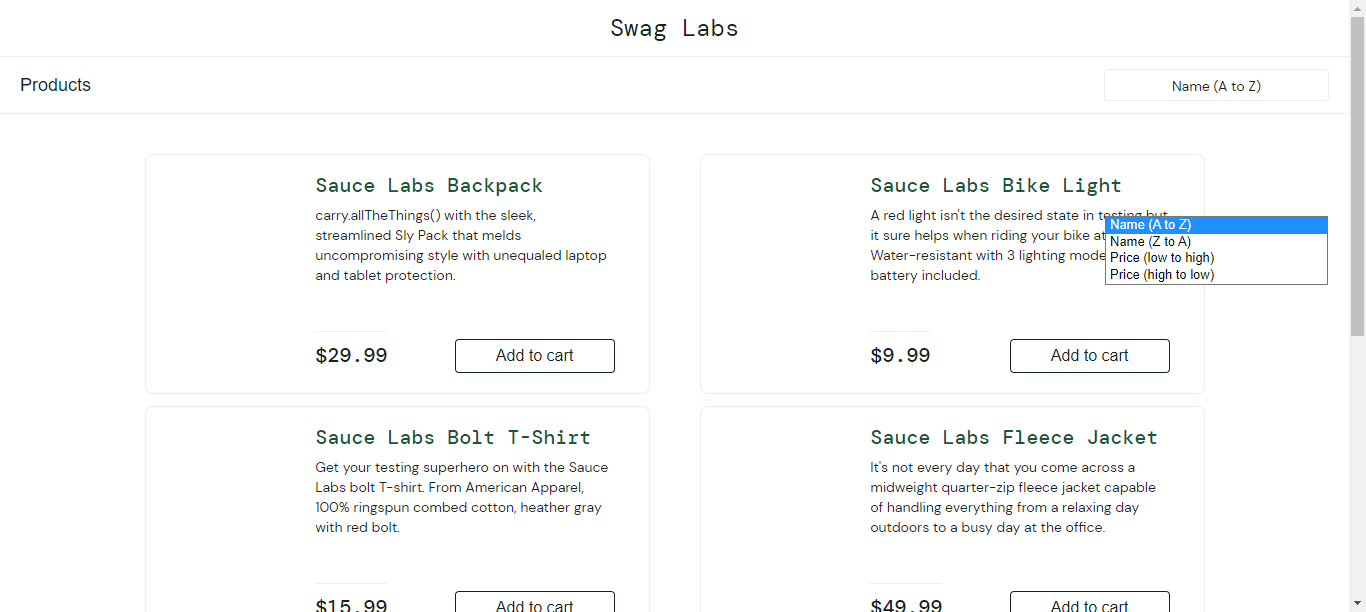 Swag Labs
Products
Name (A to Z)
Sauce Labs Backpack
carry.allTheThings() with the sleek,
streamlined Sly Pack that melds
uncompromising style with unequaled laptop
and tablet protection.
$29.99
Add to cart
Sauce Labs Bike Light
A red light isn't the desired state in testing but
it sure helps when riding your bike at
Water-resistant with 3 lighting mode
battery included.
$9.99
Add to cart
Name (A to Z)
Name (Z to A)
Price (low to high)
Price (high to low)
Sauce Labs Bolt T-Shirt
Get your testing superhero on with the Sauce
Labs bolt T-shirt. From American Apparel,
100% ringspun combed cotton, heather gray
with red bolt.
$15.99
Add to cart
Sauce Labs Fleece Jacket
It's not every day that you come across a
midweight quarter-zip fleece jacket capable
of handling everything from a relaxing day
outdoors to a busy day at the office.
$49.99
Add to cart